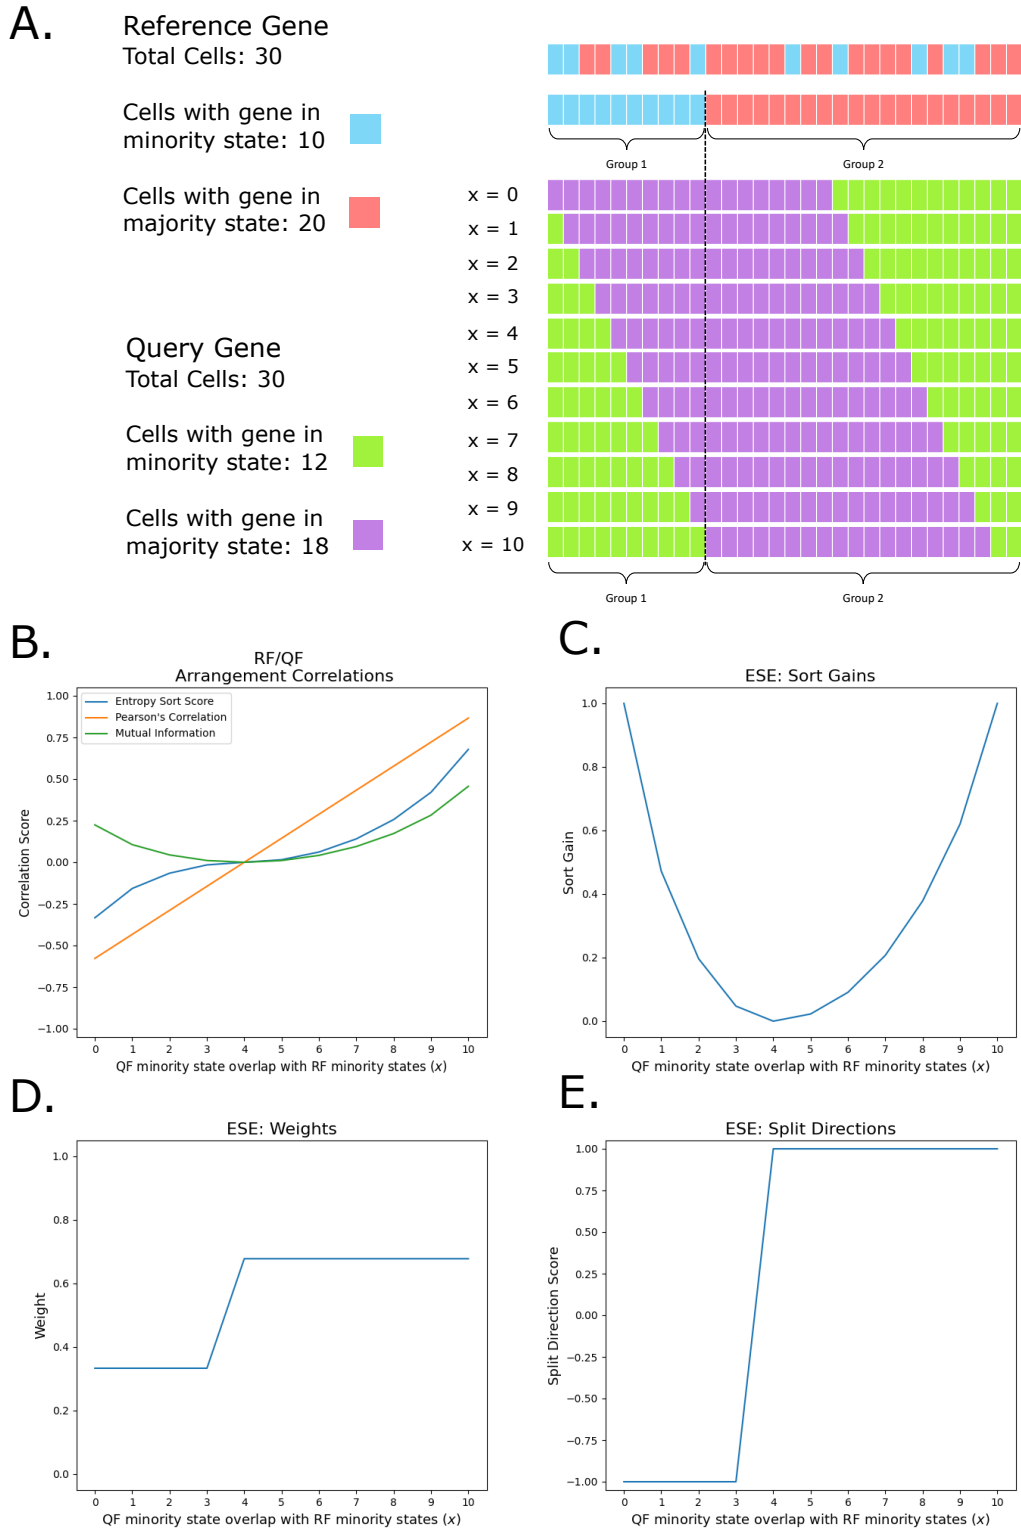 A.
Reference Gene
Total Cells: 30
Cells with gene in
minority state: 10
Cells with gene in
majority state: 20
Group 1
Group 2
x = 0
x = 1
x = 2
x = 3
x = 4
x = 5
x = 6
x = 7
x = 8
x = 9
x = 10
Query Gene
Total Cells: 30
Cells with gene in
minority state: 12
Cells with gene in
majority state: 18
Group 1
Group 2
B.
RF/QF
Arrangement Correlations
Entropy Sort Score
Pearson's Correlation
Mutual Information
Correlation Score
1.00
0.75
0.50
0.25
0.00
−0.25
−0.50
−0.75
−1.00
0 1 2 3 4 5 6 7 8 9 10
QF minority state overlap with RF minority states (x)
C.
ESE: Sort Gains
Sort Gain
1.0
0.8
0.6
0.4
0.2
0.0
0 1 2 3 4 5 6 7 8 9 10
QF minority state overlap with RF minority states (x)
D.
ESE: Weights
Weight
1.0
0.8
0.6
0.4
0.2
0.0
0 1 2 3 4 5 6 7 8 9 10
QF minority state overlap with RF minority states (x)
E.
ESE: Split Directions
Split Direction Score
1.00
0.75
0.50
0.25
0.00
−0.25
−0.50
−0.75
−1.00
0 1 2 3 4 5 6 7 8 9 10
QF minority state overlap with RF minority states (x)